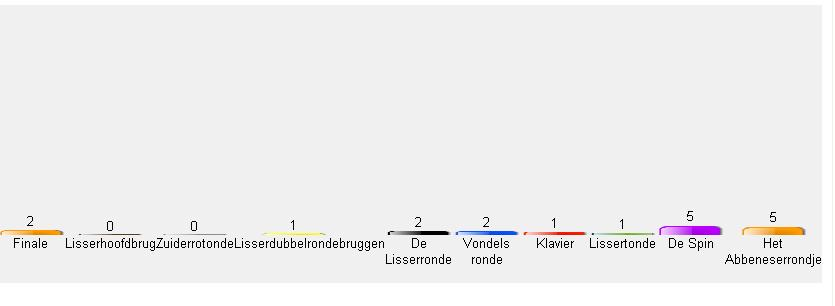 2 0 0 1 2 2 1 1 5 5
Finale Lisserhoofdbrug Zuiderrotonde Lisserdubbelrondebruggen De Vondels Klavier Lissertonde De Spin Het
Lisserronde ronde Abbeneserrondje